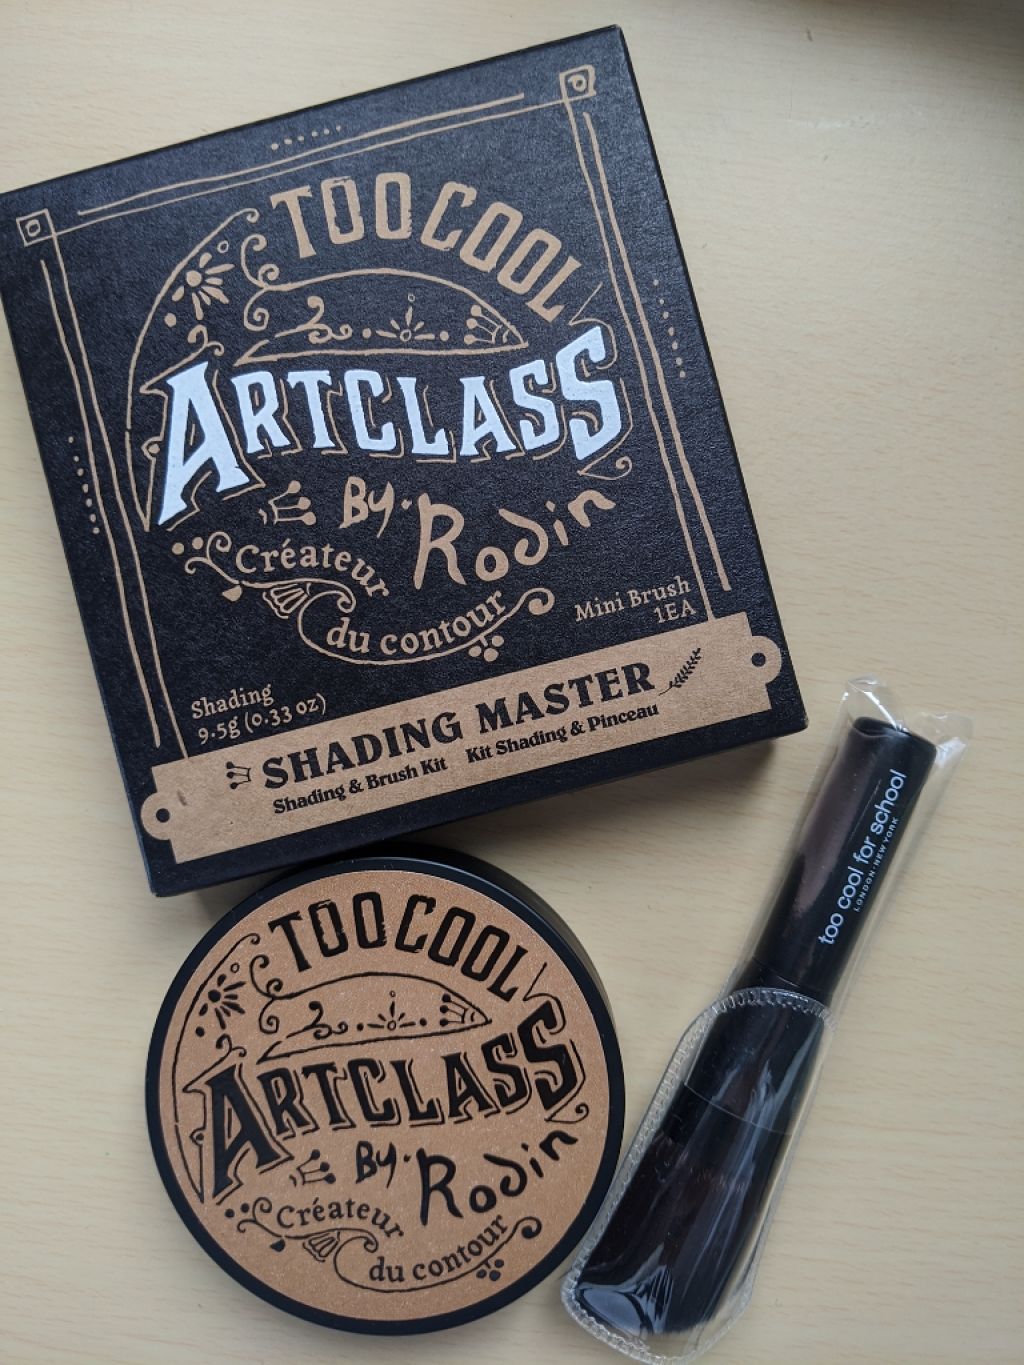 TOO COOL
ARTCLASS
By. Rodin
Créateur
du contour
Mini Brush
1EA
Shading
9.5g (0.33 oz)
SHADING MASTER
Shading & Brush Kit Kit Shading & Pinceau
TOO COOL
ARTCLASS
By. Rodin
Créateur
du contour
too cool for school
LONDON·NEW YORK